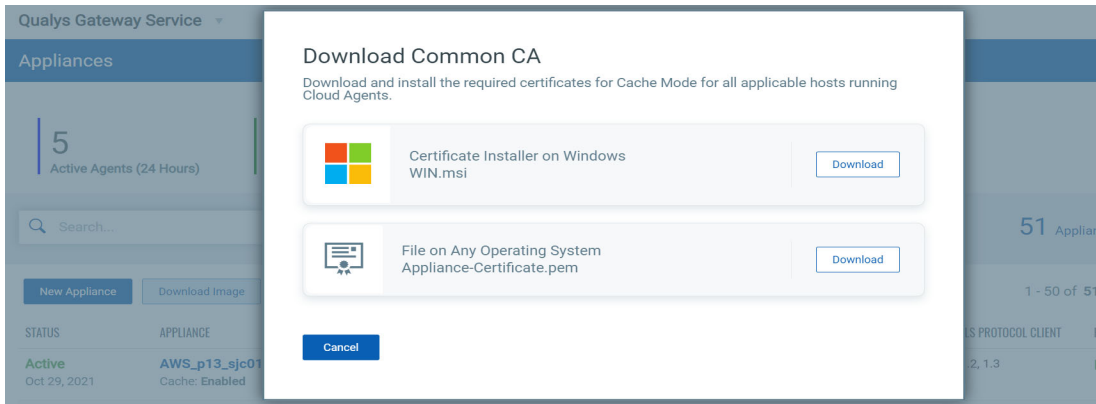 Qualys Gateway Service
Appliances
5
Active Agents (24 Hours)
Search...
51
New Appliance
Download Image
1 - 50 of 51
STATUS
APPLIANCE
PROTOCOL CLIENT
Active
AWS_p13_sjc01
.2, 1.3
Oct 29, 2021
Cache: Enabled
Download Common CA
Download and install the required certificates for Cache Mode for all applicable hosts running
Cloud Agents.
Certificate Installer on Windows
WIN.msi
Download
File on Any Operating System
Appliance-Certificate.pem
Download
Cancel